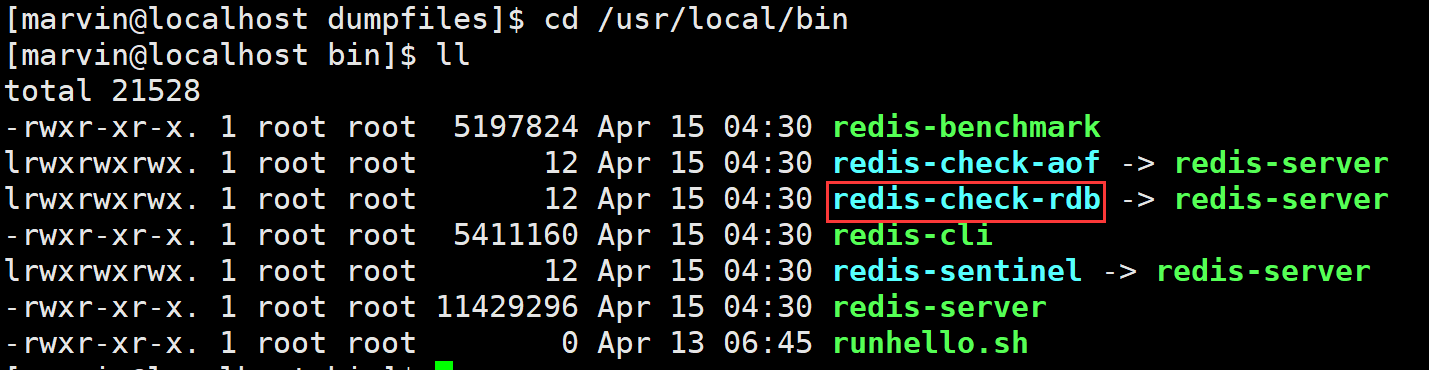 [marvin@localhost dumpfiles]$ cd /usr/local/bin
[marvin@localhost bin]$ ll
total 21528
-rwxr-xr-x. 1 root root  5197824 Apr 15 04:30 redis-benchmark
lrwxrwxrwx. 1 root root       12 Apr 15 04:30 redis-check-aof -> redis-server
lrwxrwxrwx. 1 root root       12 Apr 15 04:30 redis-check-rdb -> redis-server
-rwxr-xr-x. 1 root root  5411160 Apr 15 04:30 redis-cli
lrwxrwxrwx. 1 root root       12 Apr 15 04:30 redis-sentinel -> redis-server
-rwxr-xr-x. 1 root root 11429296 Apr 15 04:30 redis-server
-rwxr-xr-x. 1 root root        0 Apr 13 06:45 runhello.sh